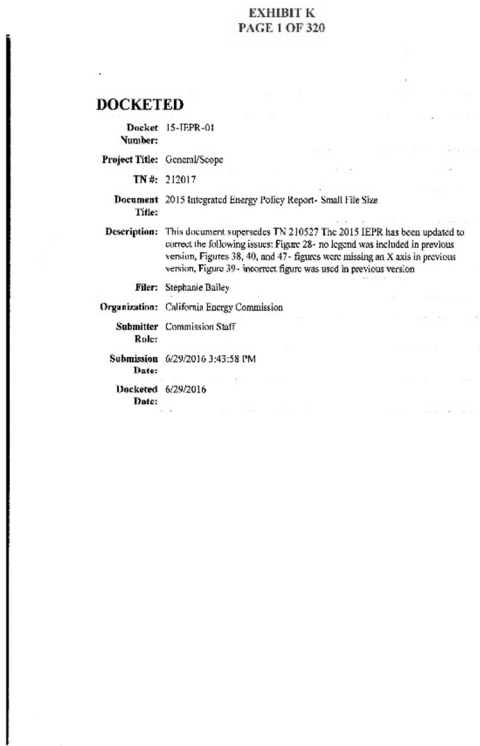 EXHIBIT K
PAGE 1 OF 320
DOCKETED
Docket Number: 15-IEPR-01
Project Title: General/Scope
TN #: 212017
Document Title: 2015 Integrated Energy Policy Report- Small File Size
Description: This document supersedes TN 210527 The 2015 IEPR has been updated to
correct the following issues: Figure 28- no legend was included in previous
version, Figures 38, 40, and 47- figures were missing an X axis in previous
version, Figure 39- incorrect figure was used in previous version
Filer: Stephanie Bailey
Organization: California Energy Commission
Submitter Role: Commission Staff
Submission Date: 6/29/2016 3:43:58 PM
Docketed Date: 6/29/2016